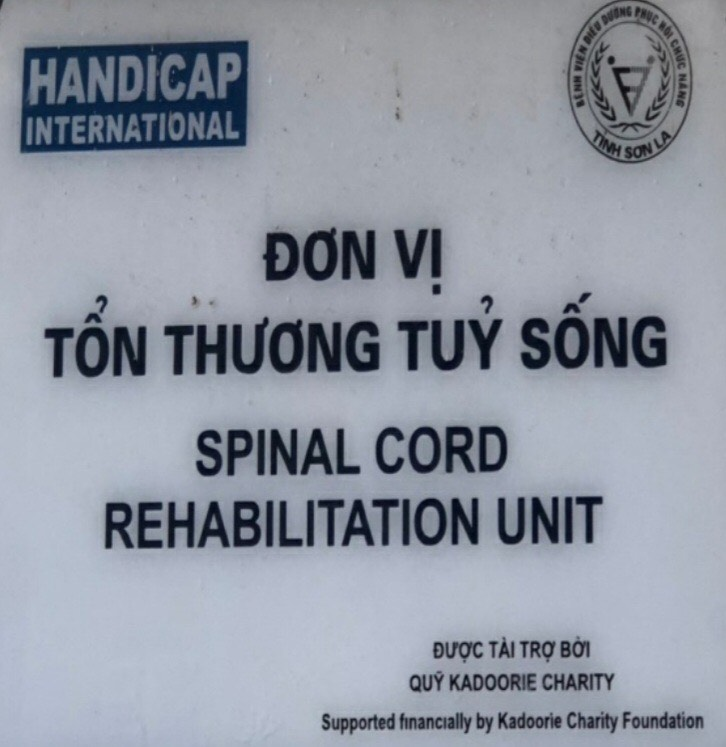 HANDICAP
INTERNATIONAL
BỆNH VIỆN ĐIỀU DƯỠNG PHỤC HỒI CHỨC NĂNG
TỈNH SƠN LA
ĐƠN VỊ
TỔN THƯƠNG TUỶ SỐNG
SPINAL CORD
REHABILITATION UNIT
ĐƯỢC TÀI TRỢ BỞI
QUỸ KADOORIE CHARITY
Supported financially by Kadoorie Charity Foundation